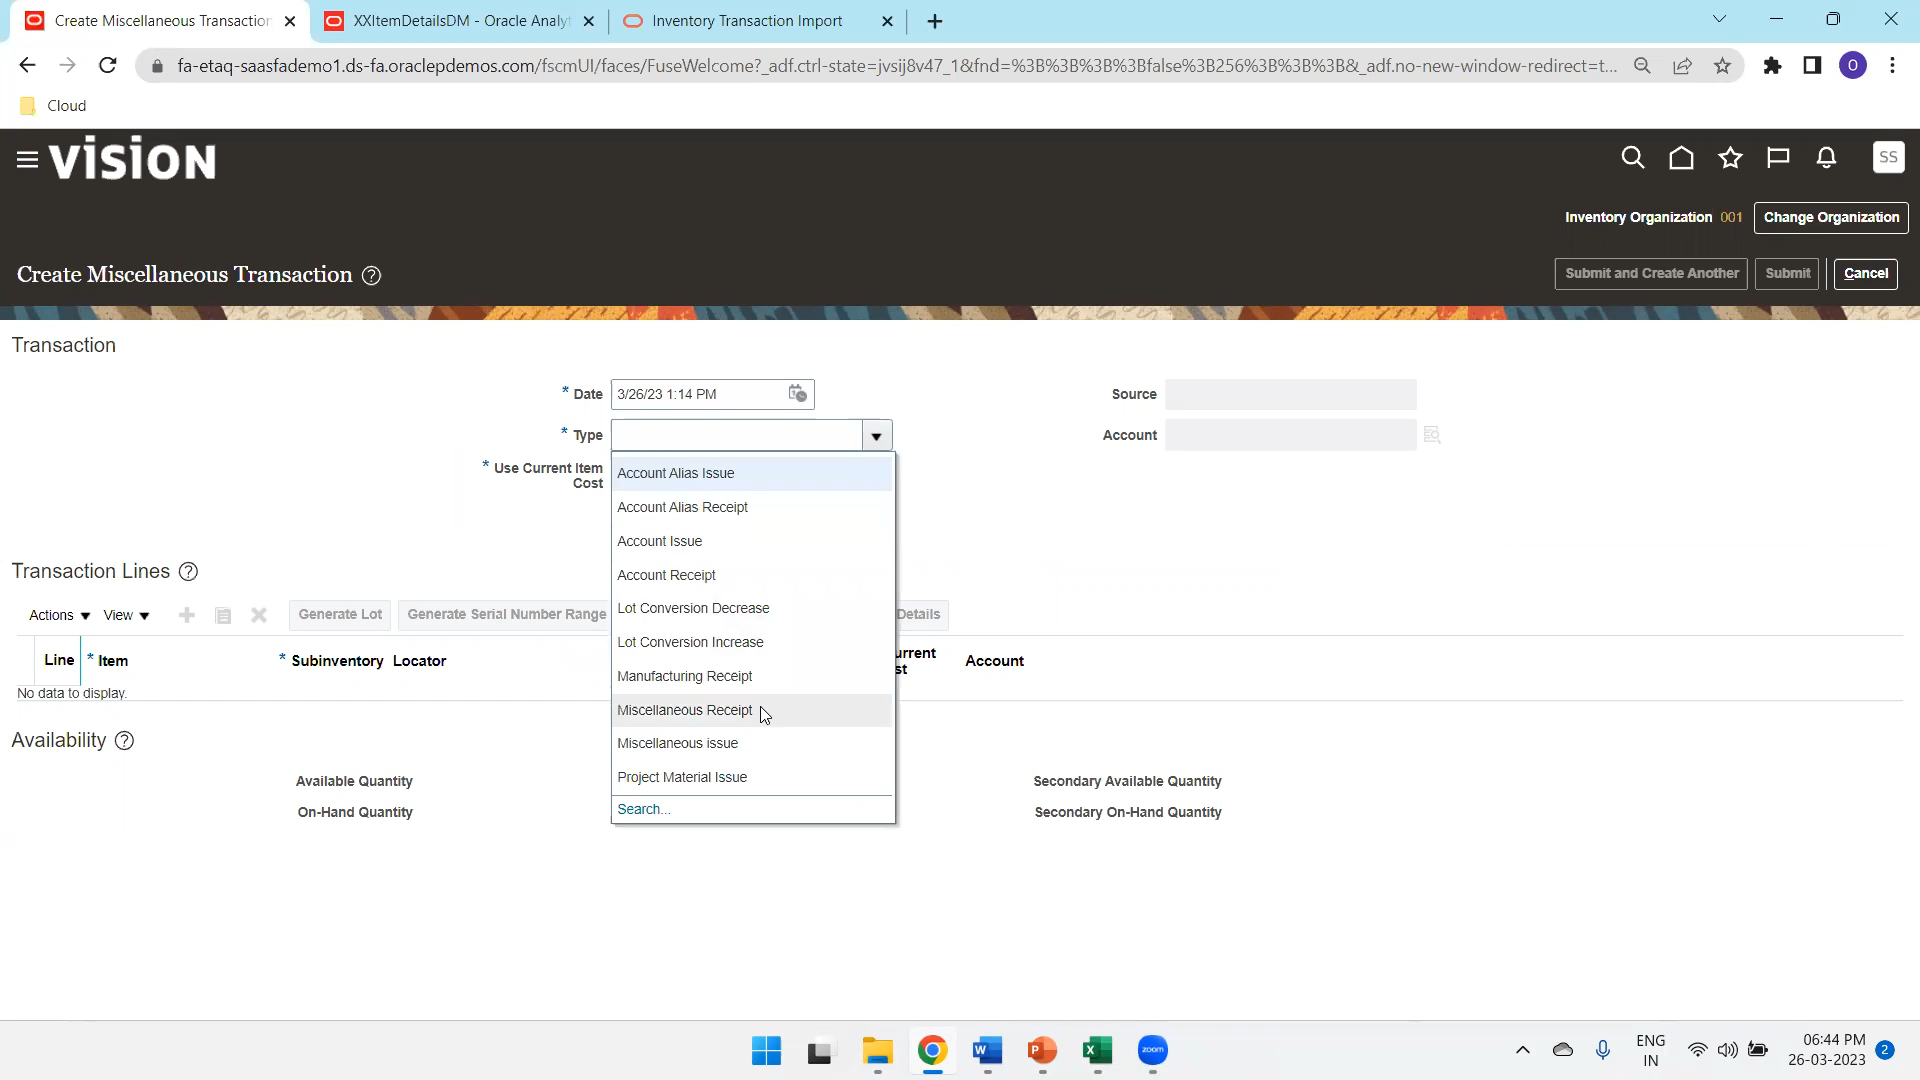 Create Miscellaneous Transaction
XXItemDetailsDM - Oracle Analyt
Inventory Transaction Import
fa-etaq-saasfademo1.ds-fa.oraclepdemos.com/fscmUI/faces/FuseWelcome?_adf.ctrl-state=jvsij8v47_1&fnd=%3B%3B%3B%3Bfalse%3B256%3B%3B%3B&_adf.no-new-window-redirect=t...
O
Cloud
VISION
SS
Inventory Organization 001
Change Organization
Create Miscellaneous Transaction
Submit and Create Another
Submit
Cancel
Transaction
* Date
3/26/23 1:14 PM
Source
* Type
Account
* Use Current Item
Cost
Account Alias Issue
Account Alias Receipt
Account Issue
Account Receipt
Lot Conversion Decrease
Lot Conversion Increase
Manufacturing Receipt
Miscellaneous Receipt
Miscellaneous issue
Project Material Issue
Search...
Transaction Lines
Actions
View
Generate Lot
Generate Serial Number Range
Details
Line
* Item
* Subinventory
Locator
urrent
st
Account
No data to display.
Availability
Available Quantity
Secondary Available Quantity
On-Hand Quantity
Secondary On-Hand Quantity
zoom
ENG
IN
06:44 PM
26-03-2023
2